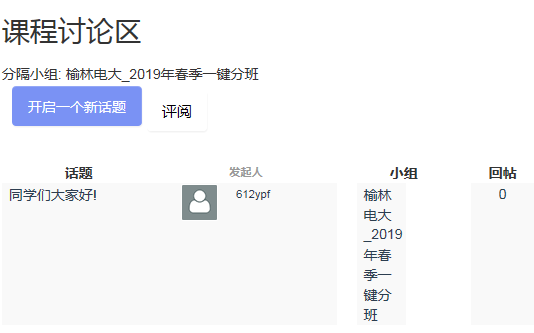 课程讨论区
分隔小组: 榆林电大_2019年春季一键分班
开启一个新话题 评阅
话题 发起人 小组 回帖
同学们大家好! 612ypf 榆林 0
电大
_2019
年春
季一
键分
班